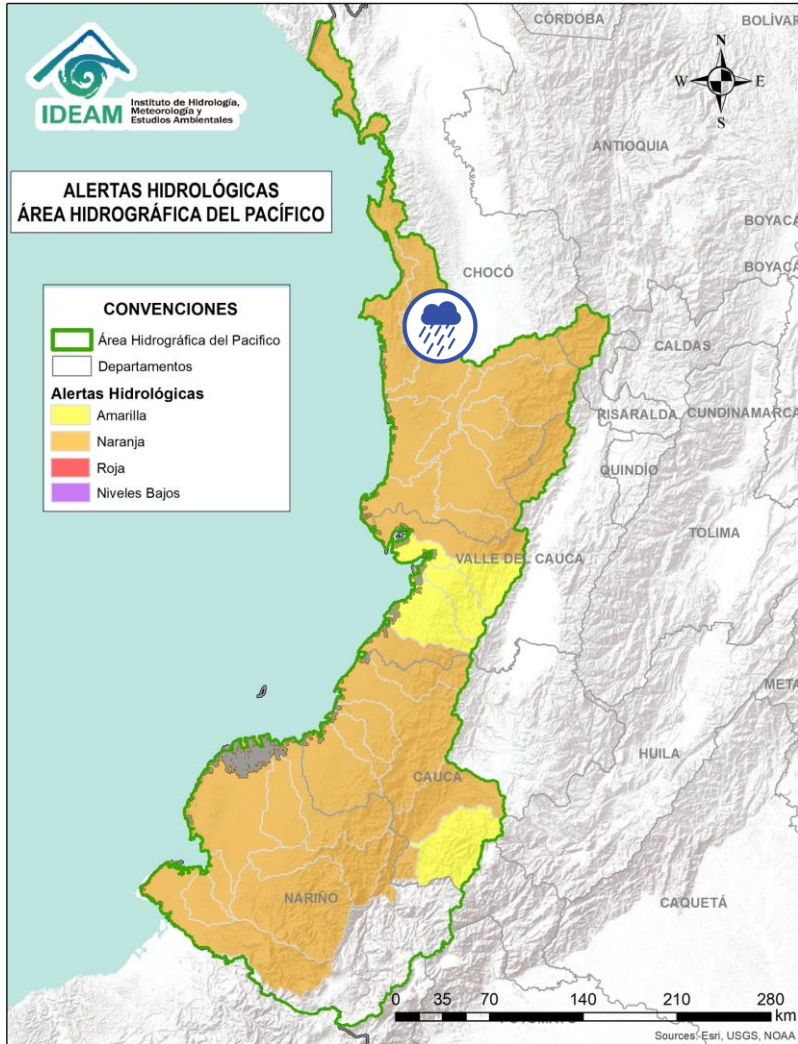 CÓRDOBA
BOLÍVAR
N
W
E
S
IDEAM
Instituto de Hidrología,
Meteorología y
Estudios Ambientales
ANTIOQUIA
ALERTAS HIDROLÓGICAS
ÁREA HIDROGRÁFICA DEL PACÍFICO
BOYACÁ
BOYACÁ
CHOCÓ
CONVENCIONES
Área Hidrográfica del Pacifico
Departamentos
Alertas Hidrológicas
Amarilla
Naranja
Roja
Niveles Bajos
CALDAS
RISARALDA
CUNDINAMARCA
QUINDÍO
TOLIMA
VALLE DEL CAUCA
META
HUILA
CAUCA
NARIÑO
CAQUETÁ
0 35 70 140 210 280
km
Sources: Esri, USGS, NOAA